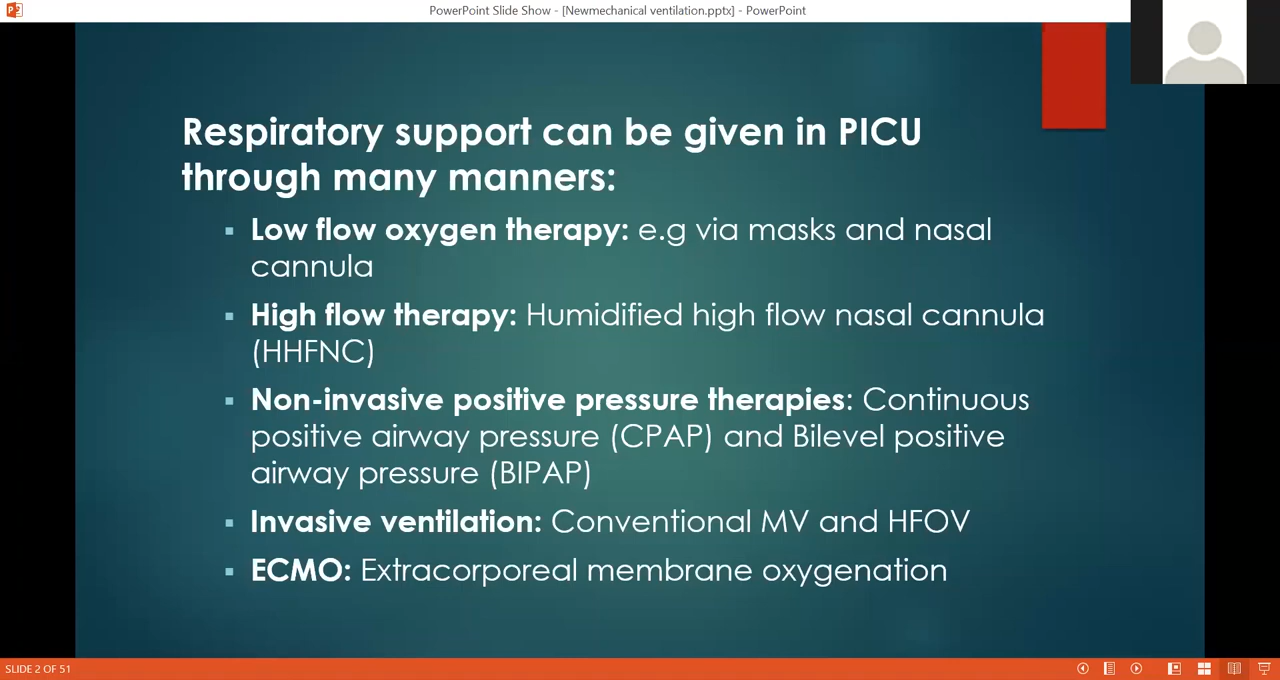 PowerPoint Slide Show - [Newmechanical ventilation.pptx] - PowerPoint
Respiratory support can be given in PICU
through many manners:
▪ Low flow oxygen therapy: e.g via masks and nasal
cannula
▪ High flow therapy: Humidified high flow nasal cannula
(HHFNC)
▪ Non-invasive positive pressure therapies: Continuous
positive airway pressure (CPAP) and Bilevel positive
airway pressure (BIPAP)
▪ Invasive ventilation: Conventional MV and HFOV
▪ ECMO: Extracorporeal membrane oxygenation
SLIDE 2 OF 51